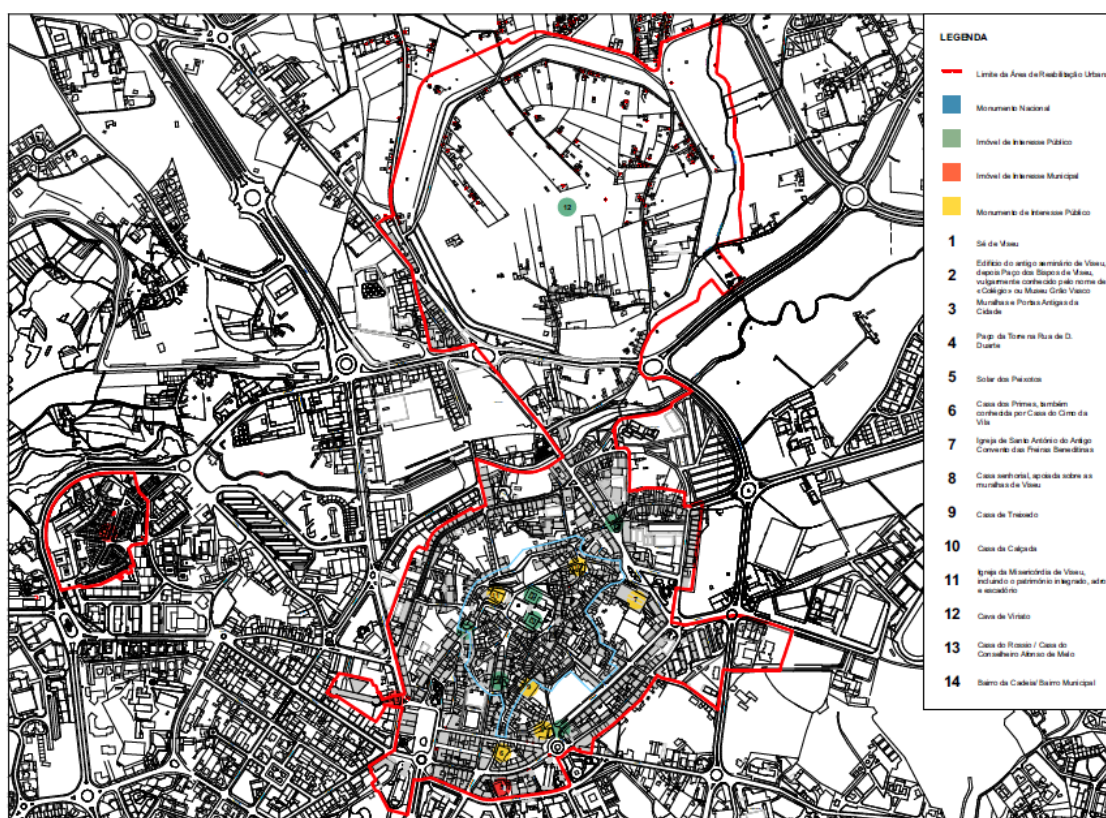 LEGENDA
Limite da Área de Reabilitação Urbana
Monumento Nacional
Imóvel de Interesse Público
Imóvel de Interesse Municipal
Monumento de Interesse Público
1 Sé de Viseu
2 Edifício do antigo seminário de Viseu,
depois Paço dos Bispos de Viseu,
vulgarmente conhecido pelo nome de
«Colégio» ou Museu Grão Vasco
3 Muralhas e Portas Antigas da
Cidade
4 Paço da Torre na Rua de D.
Duarte
5 Solar dos Peixotos
6 Casa dos Primes, também
conhecida por Casa do Cimo da
Vila
7 Igreja de Santo António do Antigo
Convento das Freiras Beneditinas
8 Casa senhorial, apoiada sobre as
muralhas de Viseu
9 Casa de Treixedo
10 Casa da Calçada
11 Igreja da Misericórdia de Viseu,
incluindo o património integrado, adro
e escadório
12 Cava de Viriato
13 Casa do Rossio / Casa do
Conselheiro Afonso de Melo
14 Bairro da Cadeia/ Bairro Municipal
12